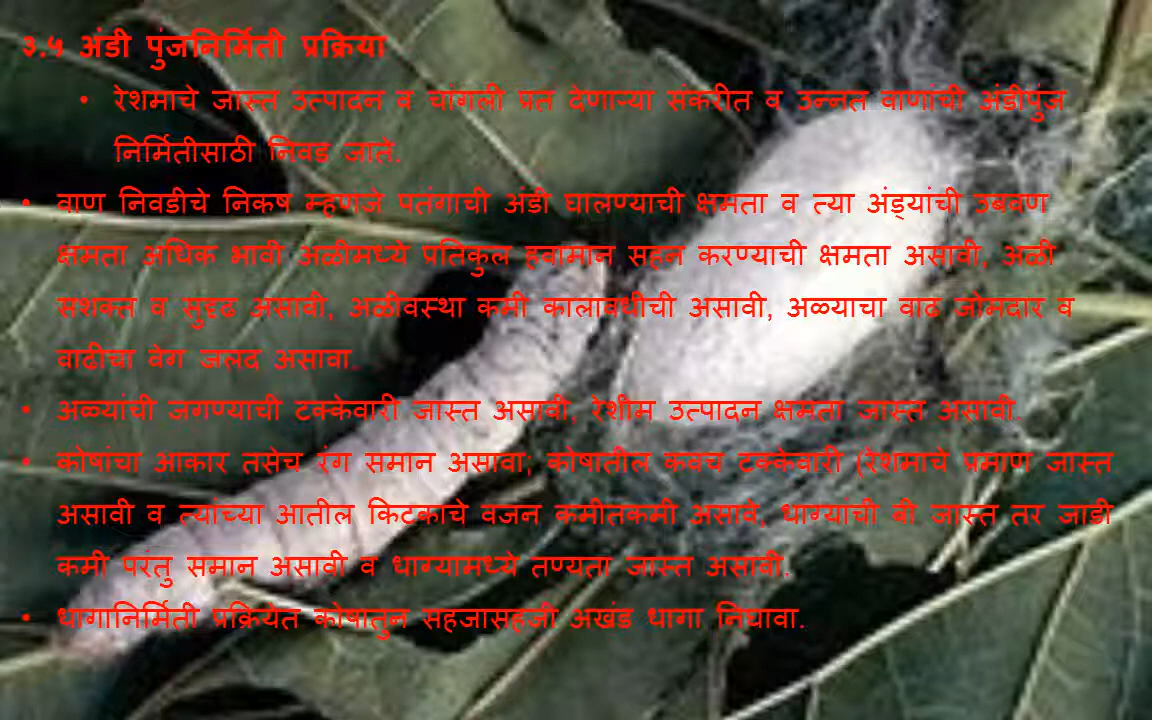 ३.५ अंडी पुंजनिर्मिती प्रक्रिया
• रेशमाचे जास्त उत्पादन व चांगली प्रत देणाऱ्या संकरीत व उन्नत वाणांची अंडीपुंज
निर्मितीसाठी निवड जाते.
• वाण निवडीचे निकष म्हणजे पतंगाची अंडी घालण्याची क्षमता व त्या अंड्यांची उबवण
क्षमता अधिक भावी अळीमध्ये प्रतिकुल हवामान सहन करण्याची क्षमता असावी, अळी
सशक्त व सुदृढ असावी, अळीवस्था कमी कालावधीची असावी, अळ्याचा वाढ जोमदार व
वाढीचा वेग जलद असावा.
• अळ्यांची जगण्याची टक्केवारी जास्त असावी, रेशीम उत्पादन क्षमता जास्त असावी.
• कोषांचा आकार तसेच रंग समान असावा; कोषातील कवच टक्केवारी (रेशमाचे प्रमाण जास्त
असावी व त्यांच्या आतील किटकाचे वजन कमीतकमी असावे, धाग्यांची बी जास्त तर जाडी
कमी परंतु समान असावी व धाग्यामध्ये तण्यता जास्त असावी.
• धागानिर्मिती प्रक्रियेत कोषातुन सहजासहजी अखंड धागा निघावा.